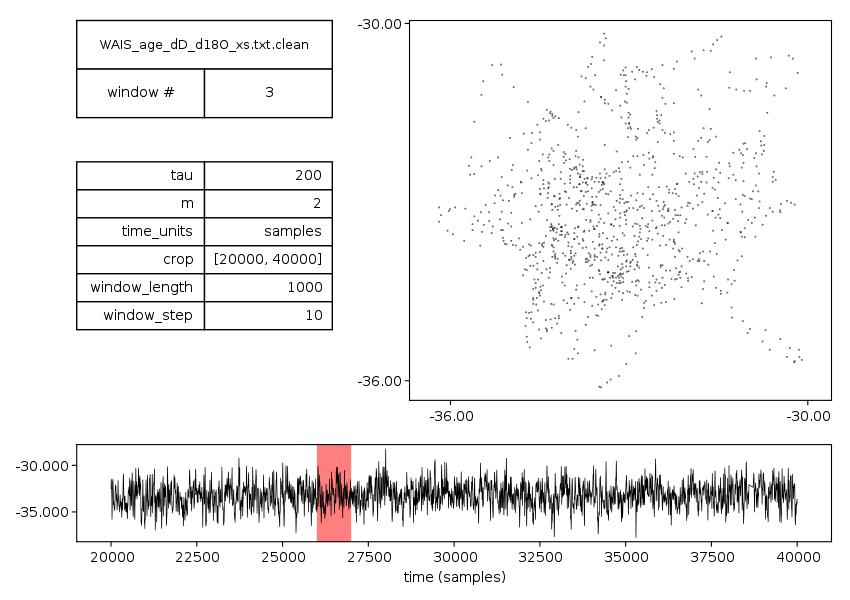 WAIS_age_dD_d18O_xs.txt.clean
window # 3
tau 200
m 2
time_units samples
crop [20000, 40000]
window_length 1000
window_step 10
-30.00
-36.00
-36.00 -30.00
-30.000
-35.000
20000 22500 25000 27500 30000 32500 35000 37500 40000
time (samples)